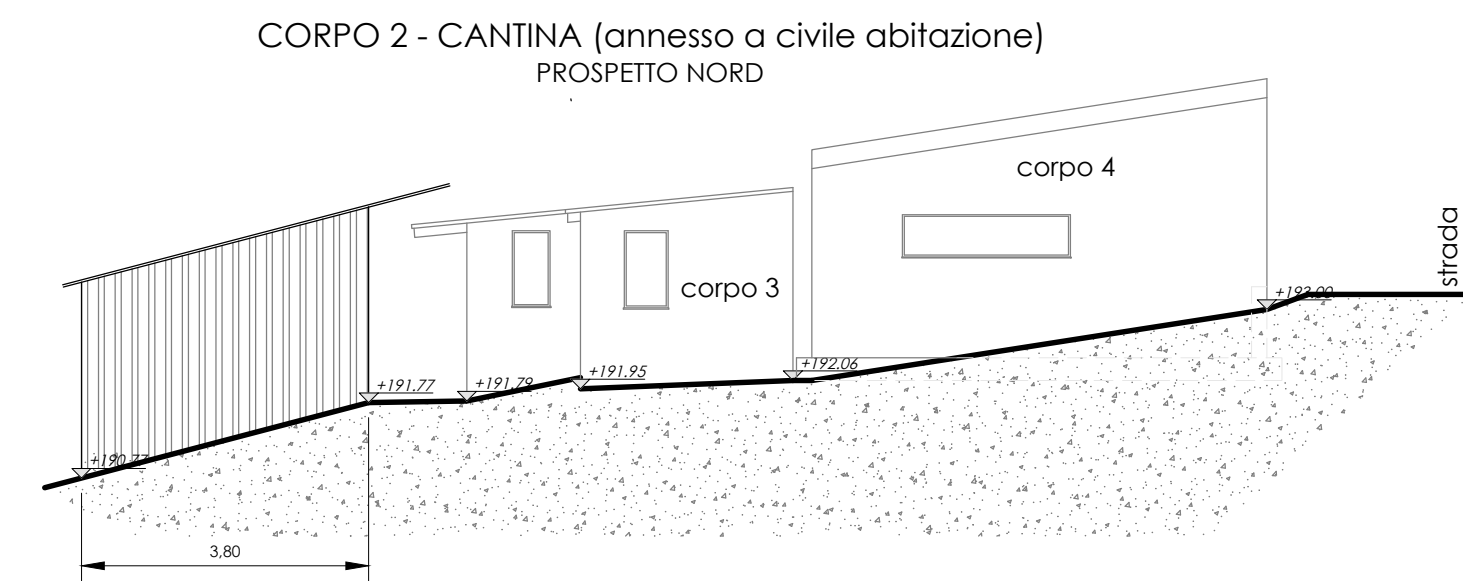 CORPO 2 - CANTINA (annesso a civile abitazione)
PROSPETTO NORD
corpo 4
strada
corpo 3
+193.00
+192.06
+191.95
+191.79
+191.77
+190.77
3,80